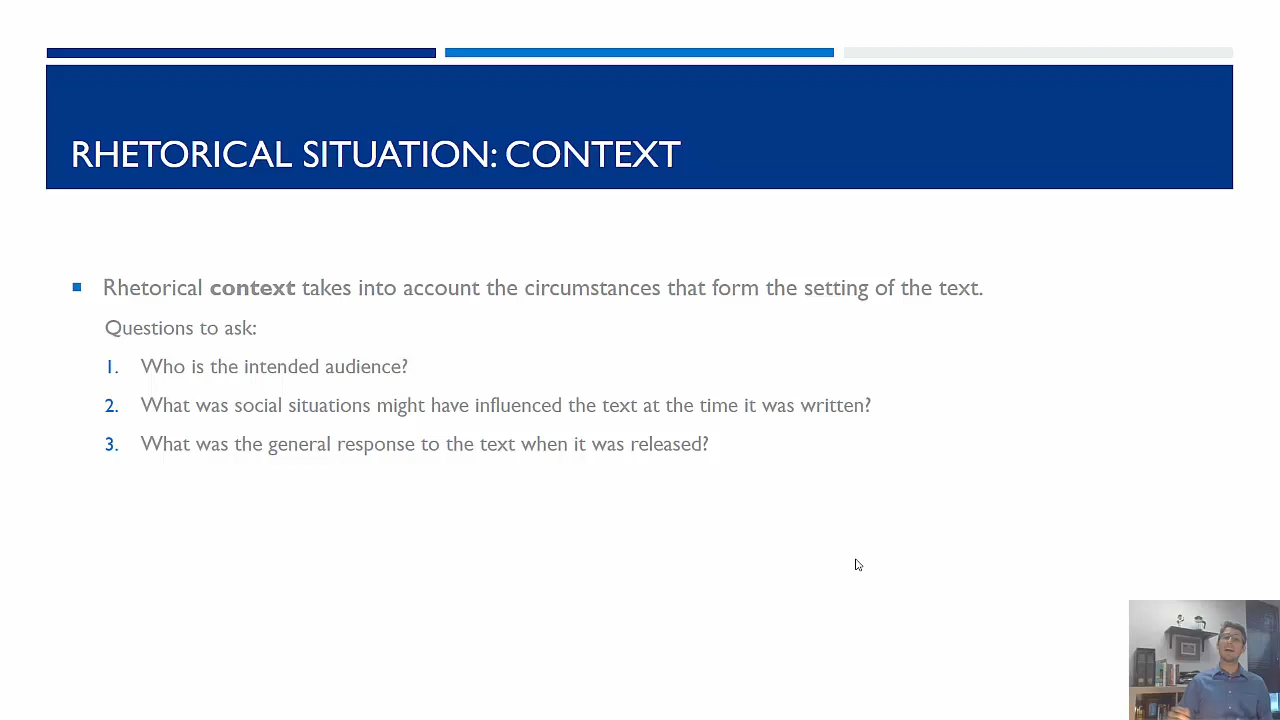 RHETORICAL SITUATION: CONTEXT
Rhetorical context takes into account the circumstances that form the setting of the text.
Questions to ask:
1. Who is the intended audience?
2. What was social situations might have influenced the text at the time it was written?
3. What was the general response to the text when it was released?